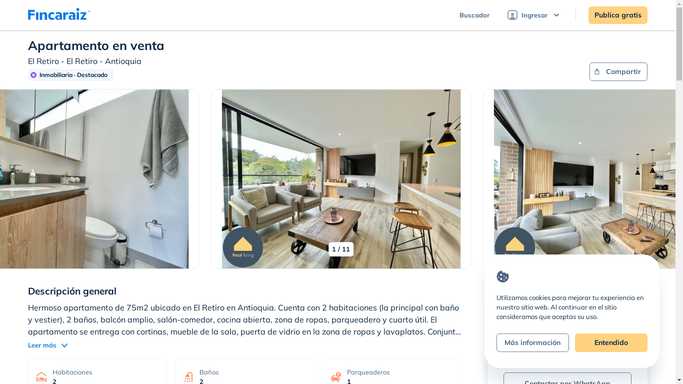 Fincaraiz
Buscador
Ingresar
Publica gratis
Apartamento en venta
El Retiro - El Retiro - Antioquia
Inmobiliaria · Destacado
Compartir
1 / 11
Descripción general
Hermoso apartamento de 75m2 ubicado en El Retiro en Antioquia. Cuenta con 2 habitaciones (la principal con baño
y vestier), 2 baños, balcón amplio, salón-comedor, cocina abierta, zona de ropas, parqueadero y cuarto útil. El
apartamento se entrega con cortinas, mueble de la sala, puerta de vidrio en la zona de ropas y lavaplatos. Conjunt...
Leer más
Habitaciones
2
Baños
2
Parqueaderos
1
Utilizamos cookies para mejorar tu experiencia en
nuestro sitio web. Al continuar en el sitio
consideramos que aceptas su uso.
Más información
Entendido
Contactar por WhatsApp